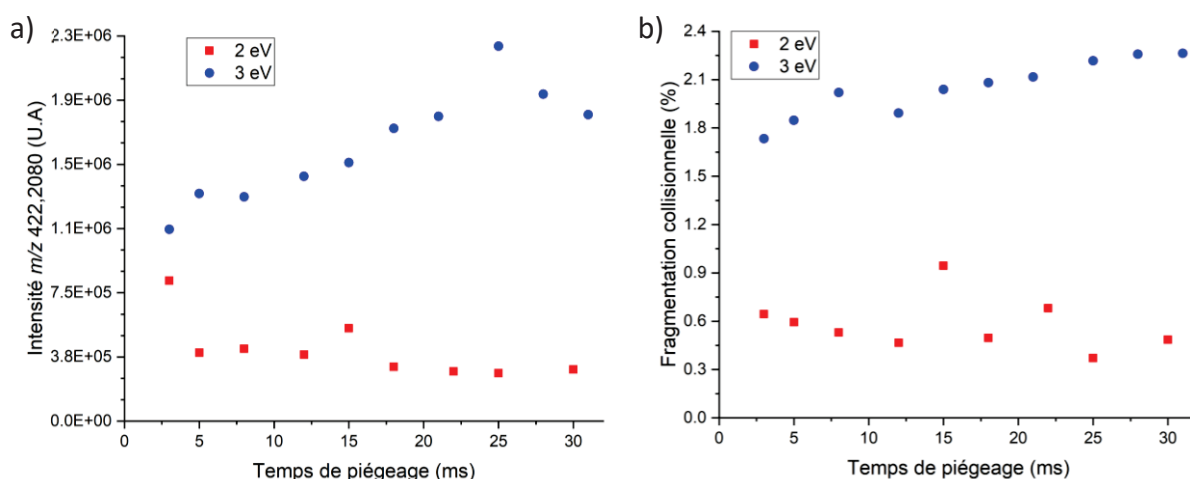 a)
2.3E+06
1.9E+06
1.5E+06
1.1E+06
7.5E+05
3.8E+05
0.0E+00
Intensité m/z 422,2080 (U.A)
2 eV
3 eV
0 5 10 15 20 25 30
Temps de piégeage (ms)
b)
2.4
2.1
1.8
1.5
1.2
0.9
0.6
0.3
0.0
Fragmentation collisionnelle (%)
2 eV
3 eV
0 5 10 15 20 25 30
Temps de piégeage (ms)